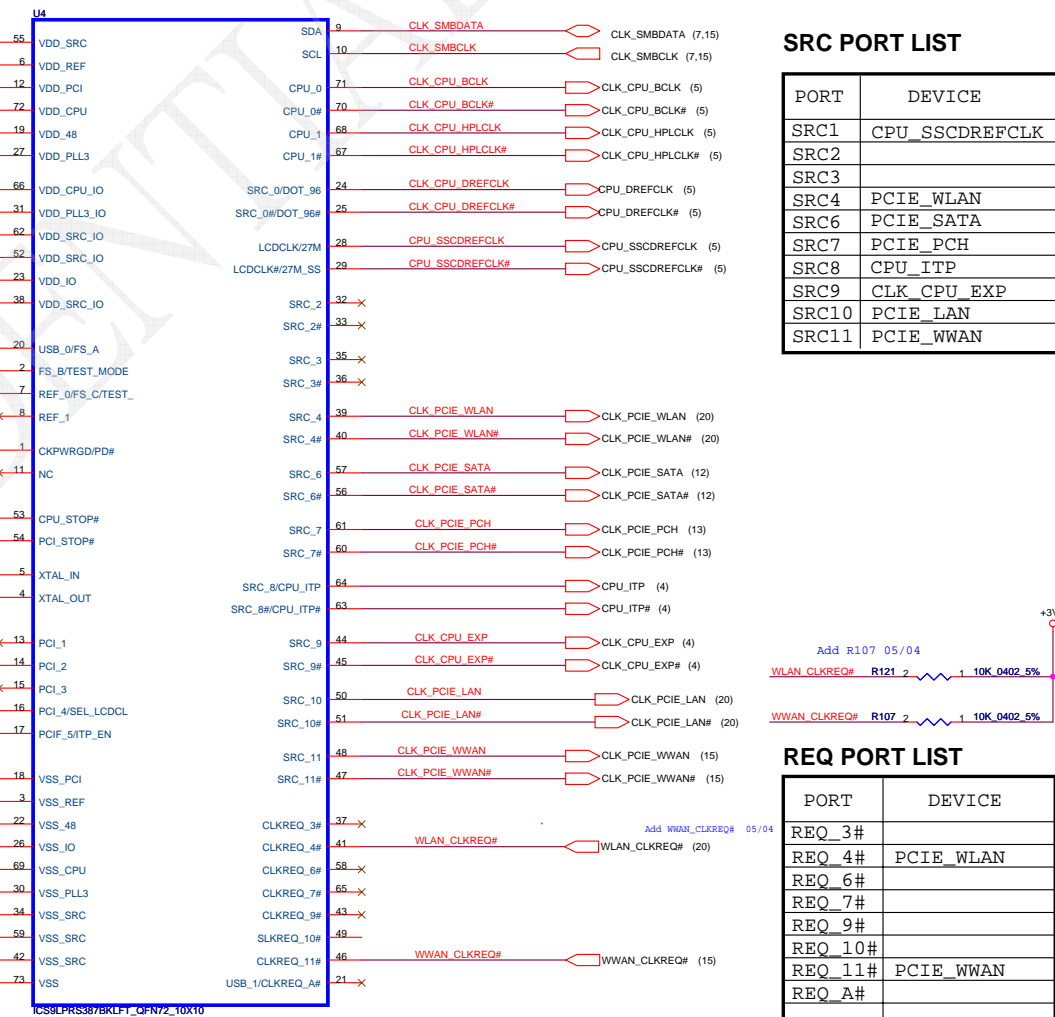 U4
55 VDD_SRC
6 VDD_REF
12 VDD_PCI
72 VDD_CPU
19 VDD_48
27 VDD_PLL3
66 VDD_CPU_IO
31 VDD_PLL3_IO
62 VDD_SRC_IO
52 VDD_SRC_IO
23 VDD_IO
38 VDD_SRC_IO
20 USB_0/FS_A
2 FS_B/TEST_MODE
7 REF_0/FS_C/TEST_
8 REF_1
1 CKPWRGD/PD#
11 NC
53 CPU_STOP#
54 PCI_STOP#
5 XTAL_IN
4 XTAL_OUT
13 PCI_1
14 PCI_2
15 PCI_3
16 PCI_4/SEL_LCDCL
17 PCIF_5/ITP_EN
18 VSS_PCI
3 VSS_REF
22 VSS_48
26 VSS_IO
69 VSS_CPU
30 VSS_PLL3
34 VSS_SRC
59 VSS_SRC
42 VSS_SRC
73 VSS
SDA 9 CLK_SMBDATA CLK_SMBDATA (7,15)
SCL 10 CLK_SMBCLK CLK_SMBCLK (7,15)
CPU_0 71 CLK_CPU_BCLK CLK_CPU_BCLK (5)
CPU_0# 70 CLK_CPU_BCLK# CLK_CPU_BCLK# (5)
CPU_1 68 CLK_CPU_HPLCLK CLK_CPU_HPLCLK (5)
CPU_1# 67 CLK_CPU_HPLCLK# CLK_CPU_HPLCLK# (5)
SRC_0/DOT_96 24 CLK_CPU_DREFCLK CPU_DREFCLK (5)
SRC_0#/DOT_96# 25 CLK_CPU_DREFCLK# CPU_DREFCLK# (5)
LCDCLK/27M 28 CPU_SSCDREFCLK CPU_SSCDREFCLK (5)
LCDCLK#/27M_SS 29 CPU_SSCDREFCLK# CPU_SSCDREFCLK# (5)
SRC_2 32
SRC_2# 33
SRC_3 35
SRC_3# 36
SRC_4 39 CLK_PCIE_WLAN CLK_PCIE_WLAN (20)
SRC_4# 40 CLK_PCIE_WLAN# CLK_PCIE_WLAN# (20)
SRC_6 57 CLK_PCIE_SATA CLK_PCIE_SATA (12)
SRC_6# 56 CLK_PCIE_SATA# CLK_PCIE_SATA# (12)
SRC_7 61 CLK_PCIE_PCH CLK_PCIE_PCH (13)
SRC_7# 60 CLK_PCIE_PCH# CLK_PCIE_PCH# (13)
SRC_8/CPU_ITP 64 CPU_ITP (4)
SRC_8#/CPU_ITP# 63 CPU_ITP# (4)
SRC_9 44 CLK_CPU_EXP CLK_CPU_EXP (4)
SRC_9# 45 CLK_CPU_EXP# CLK_CPU_EXP# (4)
SRC_10 50 CLK_PCIE_LAN CLK_PCIE_LAN (20)
SRC_10# 51 CLK_PCIE_LAN# CLK_PCIE_LAN# (20)
SRC_11 48 CLK_PCIE_WWAN CLK_PCIE_WWAN (15)
SRC_11# 47 CLK_PCIE_WWAN# CLK_PCIE_WWAN# (15)
CLKREQ_3# 37
Add WWAN_CLKREQ# 05/04
CLKREQ_4# 41 WLAN_CLKREQ# WLAN_CLKREQ# (20)
CLKREQ_6# 58
CLKREQ_7# 65
CLKREQ_9# 43
SLKREQ_10# 49
CLKREQ_11# 46 WWAN_CLKREQ# WWAN_CLKREQ# (15)
USB_1/CLKREQ_A# 21
ICS9LPRS387BKLFT_QFN72_10X10
SRC PORT LIST
PORT DEVICE
SRC1 CPU_SSCDREFCLK
SRC2
SRC3
SRC4 PCIE_WLAN
SRC6 PCIE_SATA
SRC7 PCIE_PCH
SRC8 CPU_ITP
SRC9 CLK_CPU_EXP
SRC10 PCIE_LAN
SRC11 PCIE_WWAN
+3V
Add R107 05/04
WLAN_CLKREQ# R121 2 1 10K_0402_5%
WWAN_CLKREQ# R107 2 1 10K_0402_5%
REQ PORT LIST
PORT DEVICE
REQ_3#
REQ_4# PCIE_WLAN
REQ_6#
REQ_7#
REQ_9#
REQ_10#
REQ_11# PCIE_WWAN
REQ_A#